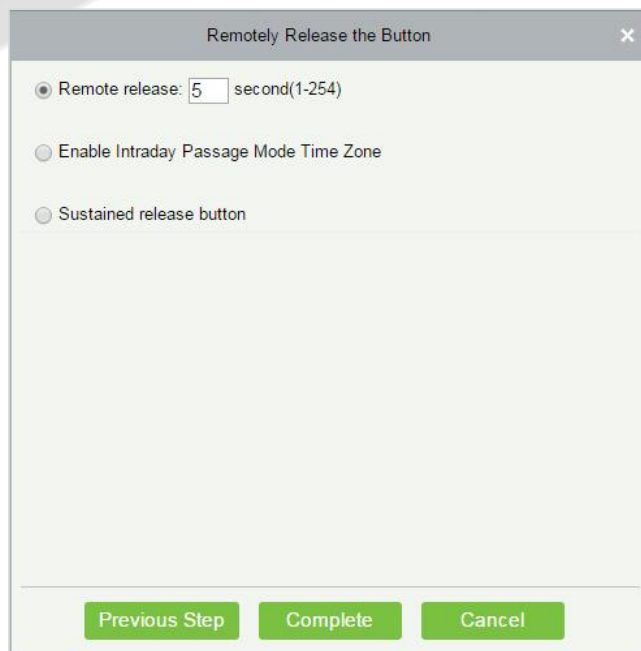 Remotely Release the Button
Remote release: 5 second(1-254)
Enable Intraday Passage Mode Time Zone
Sustained release button
Previous Step Complete Cancel